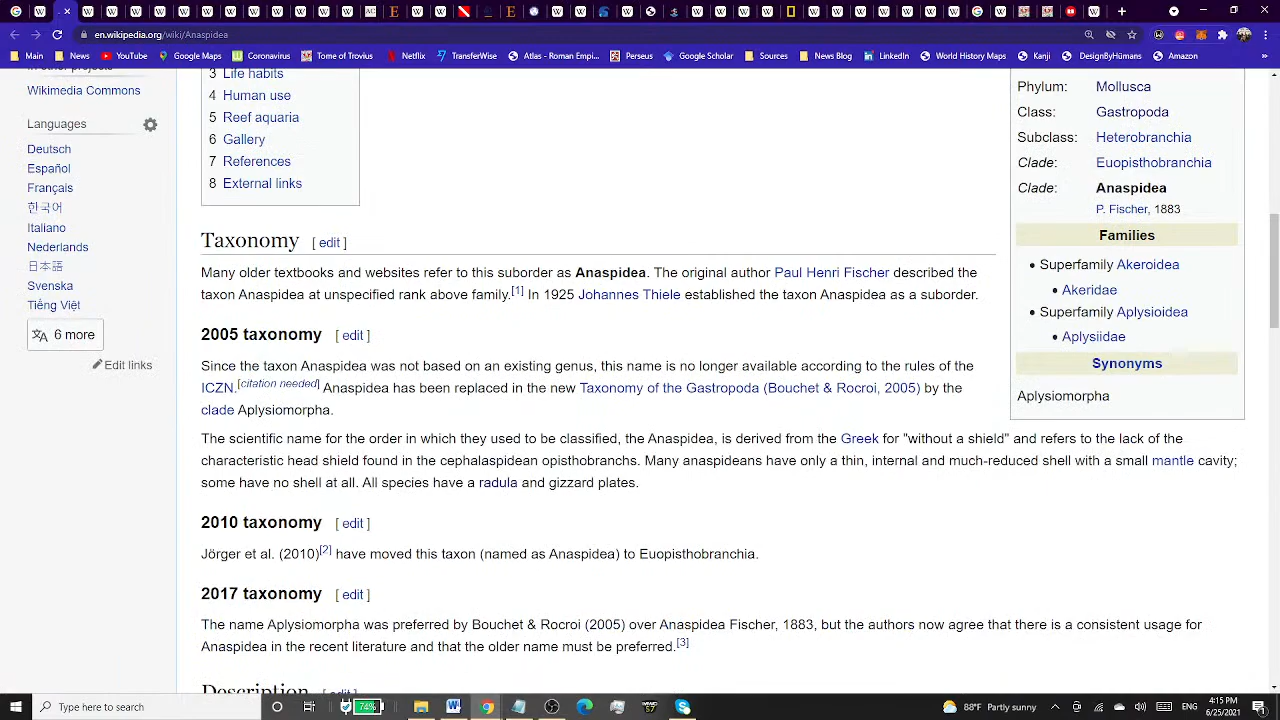 en.wikipedia.org/wiki/Anaspidea
Main News YouTube Google Maps Coronavirus Tome of Trovius Netflix TransferWise Atlas - Roman Empi... Perseus Google Scholar Sources News Blog LinkedIn World History Maps Kanji DesignByHümans Amazon
Wikimedia Commons
Languages
Deutsch
Español
Français
한국어
Italiano
Nederlands
日本語
Svenska
Tiếng Việt
6 more
Edit links
3 Life habits
4 Human use
5 Reef aquaria
6 Gallery
7 References
8 External links
Taxonomy [ edit ]
Many older textbooks and websites refer to this suborder as Anaspidea. The original author Paul Henri Fischer described the
taxon Anaspidea at unspecified rank above family.[1] In 1925 Johannes Thiele established the taxon Anaspidea as a suborder.
2005 taxonomy [ edit ]
Since the taxon Anaspidea was not based on an existing genus, this name is no longer available according to the rules of the
ICZN.[citation needed] Anaspidea has been replaced in the new Taxonomy of the Gastropoda (Bouchet & Rocroi, 2005) by the
clade Aplysiomorpha.
The scientific name for the order in which they used to be classified, the Anaspidea, is derived from the Greek for "without a shield" and refers to the lack of the
characteristic head shield found in the cephalaspidean opisthobranchs. Many anaspideans have only a thin, internal and much-reduced shell with a small mantle cavity;
some have no shell at all. All species have a radula and gizzard plates.
2010 taxonomy [ edit ]
Jörger et al. (2010)[2] have moved this taxon (named as Anaspidea) to Euopisthobranchia.
2017 taxonomy [ edit ]
The name Aplysiomorpha was preferred by Bouchet & Rocroi (2005) over Anaspidea Fischer, 1883, but the authors now agree that there is a consistent usage for
Anaspidea in the recent literature and that the older name must be preferred.[3]
Description [ edit ]
Phylum: Mollusca
Class: Gastropoda
Subclass: Heterobranchia
Clade: Euopisthobranchia
Clade: Anaspidea
P. Fischer, 1883
Families
Superfamily Akeroidea
Akeridae
Superfamily Aplysioidea
Aplysiidae
Synonyms
Aplysiomorpha
Type here to search
74%
88°F Partly sunny
4:15 PM
6/25/2021